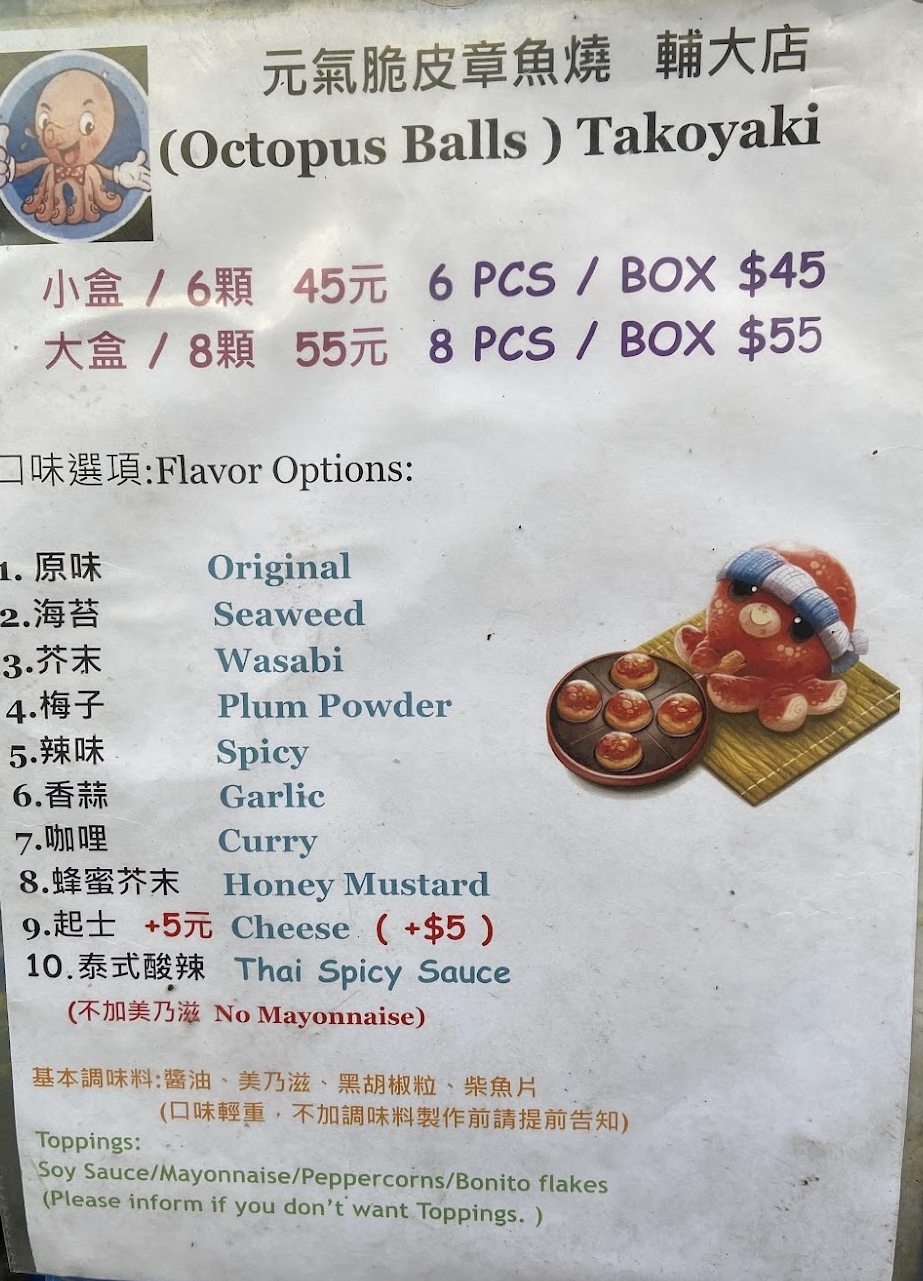 元氣脆皮章魚燒 輔大店
(Octopus Balls ) Takoyaki
小盒 / 6顆 45元 6 PCS / BOX $45
大盒 / 8顆 55元 8 PCS / BOX $55
口味選項:Flavor Options:
1. 原味 Original
2.海苔 Seaweed
3.芥末 Wasabi
4.梅子 Plum Powder
5.辣味 Spicy
6.香蒜 Garlic
7.咖哩 Curry
8.蜂蜜芥末 Honey Mustard
9.起士 +5元 Cheese ( +$5 )
10.泰式酸辣 Thai Spicy Sauce
(不加美乃滋 No Mayonnaise)
基本調味料:醬油、美乃滋、黑胡椒粒、柴魚片
(口味輕重，不加調味料製作前請提前告知)
Toppings:
Soy Sauce/Mayonnaise/Peppercorns/Bonito flakes
(Please inform if you don't want Toppings. )